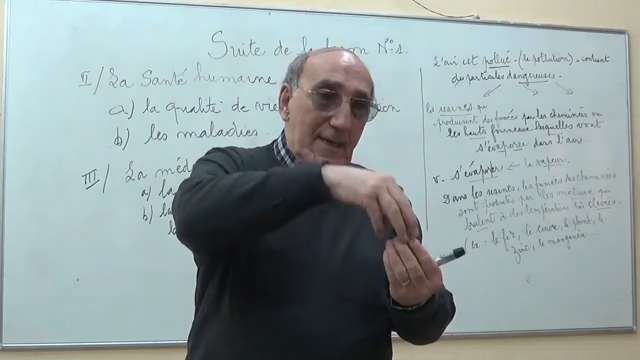 Suite de la leçon N°1.
II/ La Santé humaine
a) la qualité de vie
b) les maladies.
III/ La méd
a) la
b) la
L'air est pollué - (la pollution) - contient
des particules dangeureuses.
les usines qui
produisent des fumées par les cheminées ou
les hauts fourneaux lesquelles vont
s'évaporer dans l'air.
v. s'évaporer ← la vapeur.
Dans les usines, les fumées des cheminées
sont produites par les métaux qui
brûlent à des températures très élevées.
ex = le fer, le cuivre, le plomb, le
zinc, le manganèse